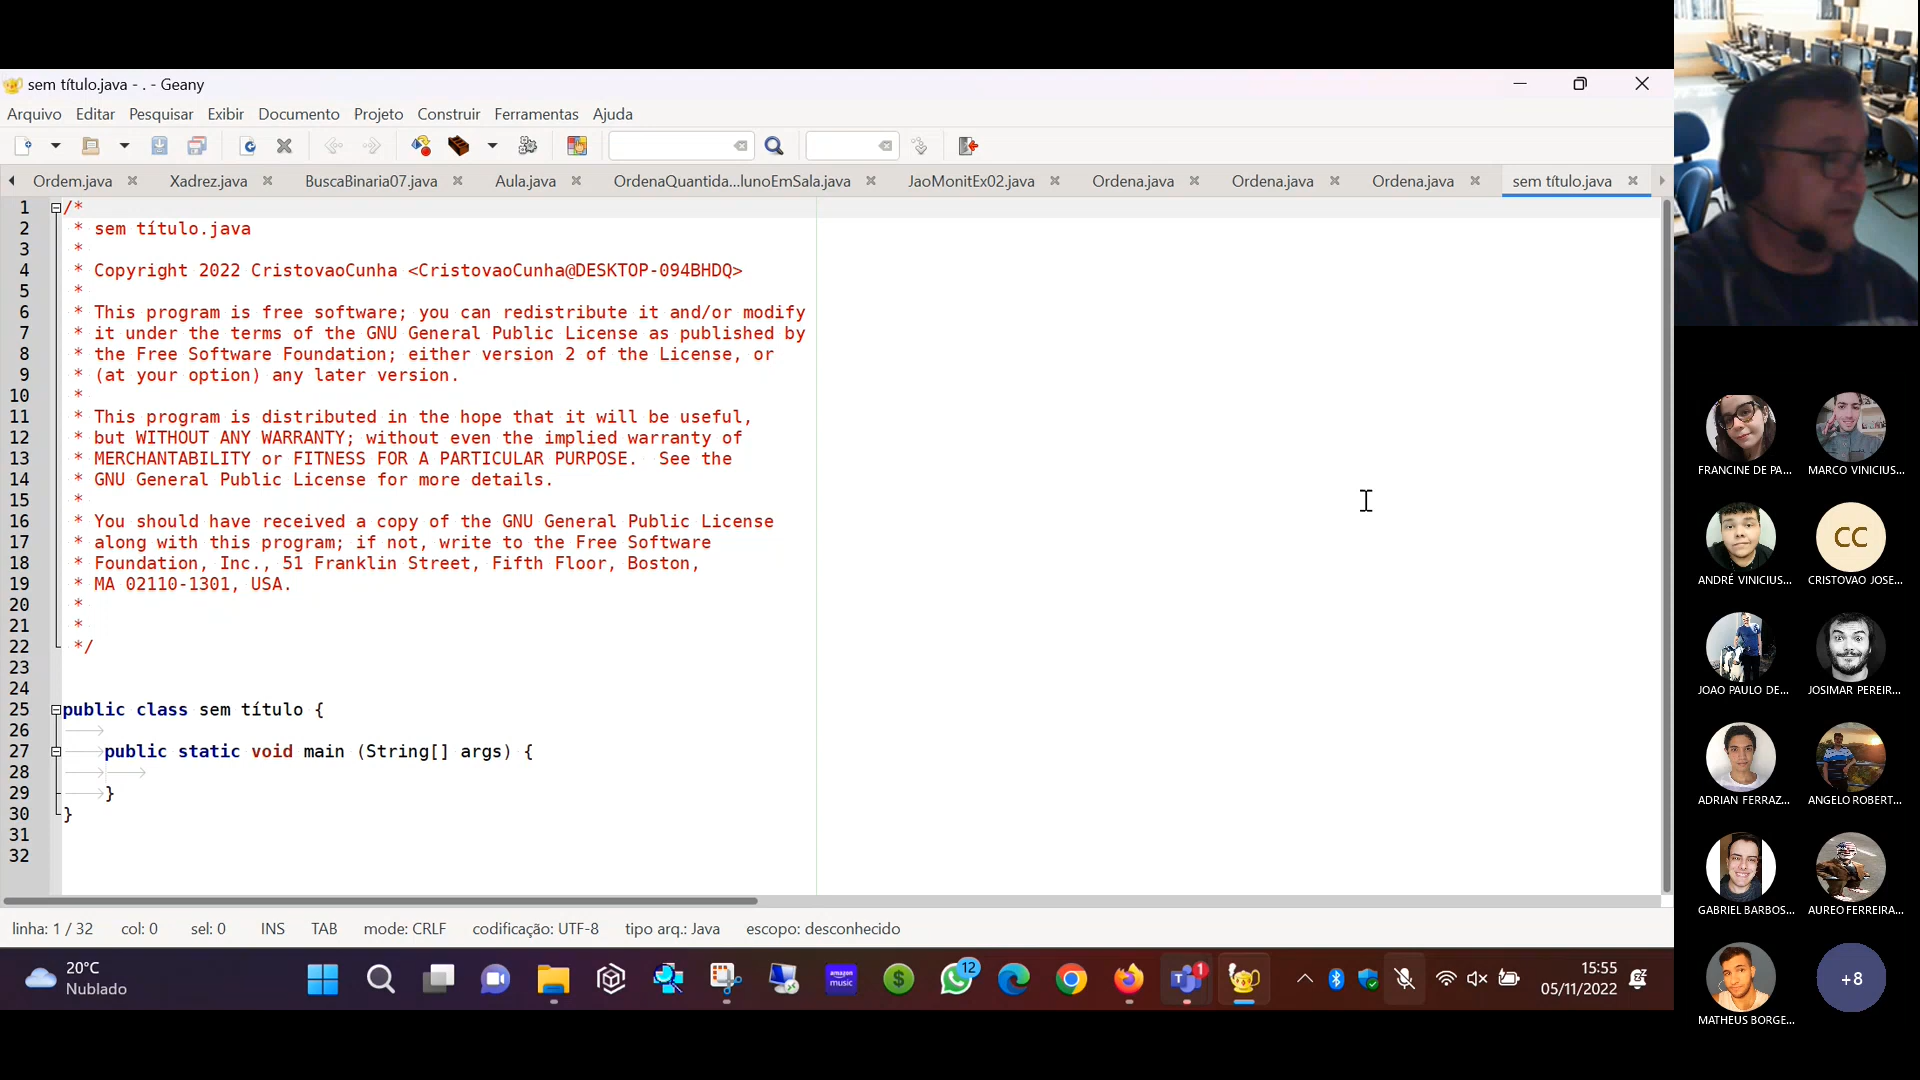 sem título.java - . - Geany
Arquivo Editar Pesquisar Exibir Documento Projeto Construir Ferramentas Ajuda
Ordem.java Xadrez.java BuscaBinaria07.java Aula.java OrdenaQuantida...lunoEmSala.java JaoMonitEx02.java Ordena.java Ordena.java Ordena.java sem título.java
1 /*
2 * sem título.java
3 *
4 * Copyright 2022 CristovaoCunha <CristovaoCunha@DESKTOP-094BHDQ>
5 *
6 * This program is free software; you can redistribute it and/or modify
7 * it under the terms of the GNU General Public License as published by
8 * the Free Software Foundation; either version 2 of the License, or
9 * (at your option) any later version.
10 *
11 * This program is distributed in the hope that it will be useful,
12 * but WITHOUT ANY WARRANTY; without even the implied warranty of
13 * MERCHANTABILITY or FITNESS FOR A PARTICULAR PURPOSE.  See the
14 * GNU General Public License for more details.
15 *
16 * You should have received a copy of the GNU General Public License
17 * along with this program; if not, write to the Free Software
18 * Foundation, Inc., 51 Franklin Street, Fifth Floor, Boston,
19 * MA 02110-1301, USA.
20 *
21 *
22 */
23
24
25 public class sem título {
26
27 public static void main (String[] args) {
28
29 }
30 }
31
32
linha: 1 / 32 col: 0 sel: 0 INS TAB mode: CRLF codificação: UTF-8 tipo arq.: Java escopo: desconhecido
20°C
Nublado
amazon music
12
1
15:55
05/11/2022
FRANCINE DE PA... MARCO VINICIUS...
CC
ANDRÉ VINICIUS... CRISTOVAO JOSE...
JOAO PAULO DE... JOSIMAR PEREIR...
ADRIAN FERRAZ... ANGELO ROBERT...
GABRIEL BARBOS... AUREO FERREIRA...
+8
MATHEUS BORGE...